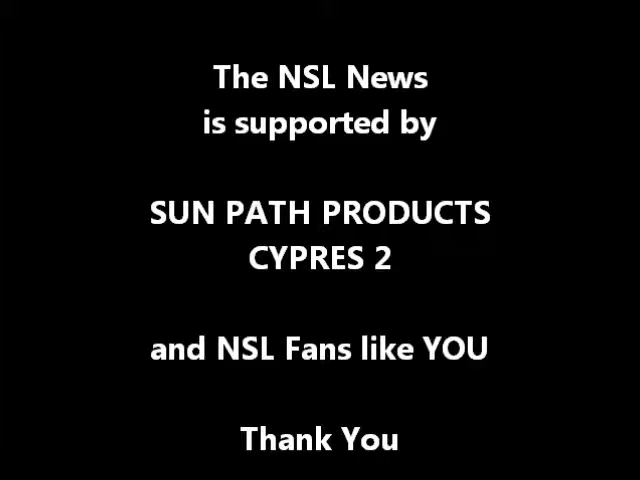 The NSL News
is supported by
SUN PATH PRODUCTS
CYPRES 2
and NSL Fans like YOU
Thank You